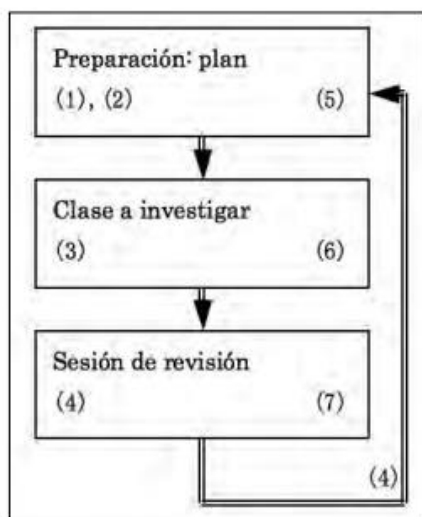 Preparación: plan
(1), (2) (5)
Clase a investigar
(3) (6)
Sesión de revisión
(4) (7)
(4)